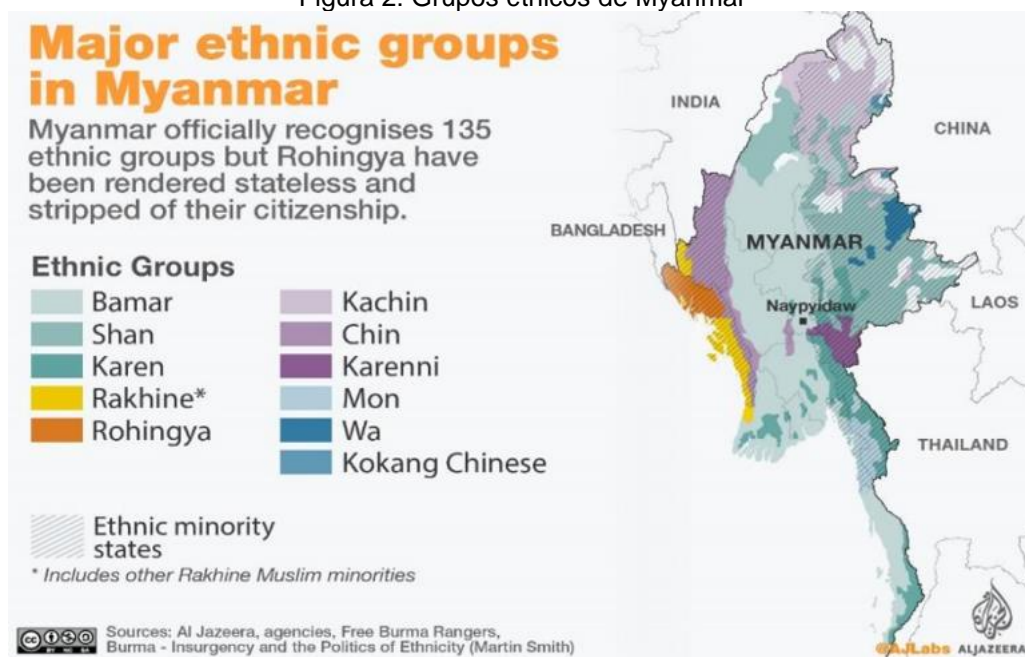 Figura 2. Grupos étnicos de Myanmar
Major ethnic groups
in Myanmar
Myanmar officially recognises 135
ethnic groups but Rohingya have
been rendered stateless and
stripped of their citizenship.
Ethnic Groups
Bamar
Shan
Karen
Rakhine*
Rohingya
Kachin
Chin
Karenni
Mon
Wa
Kokang Chinese
Ethnic minority
states
* Includes other Rakhine Muslim minorities
INDIA
CHINA
BANGLADESH
MYANMAR
Naypyidaw
LAOS
THAILAND
Sources: Al Jazeera, agencies, Free Burma Rangers,
Burma - Insurgency and the Politics of Ethnicity (Martin Smith)
@AJLabs ALJAZEERA
BY NC SA